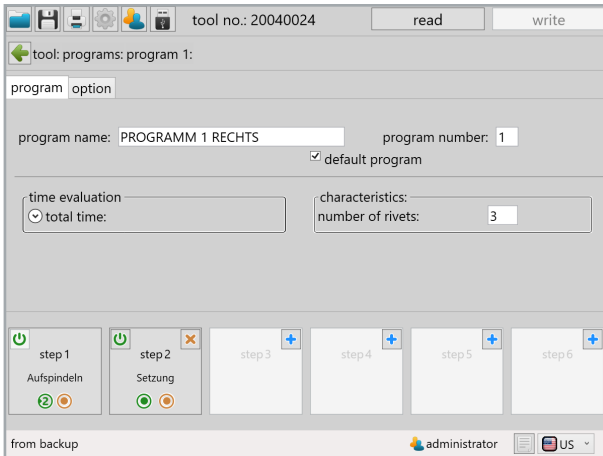 tool no.: 20040024 read write
tool: programs: program 1:
program option
program name: PROGRAMM 1 RECHTS program number: 1
default program
time evaluation characteristics:
total time: number of rivets: 3
step 1 step 2 step 3 step 4 step 5 step 6
Aufspindeln Setzung
2
from backup administrator US